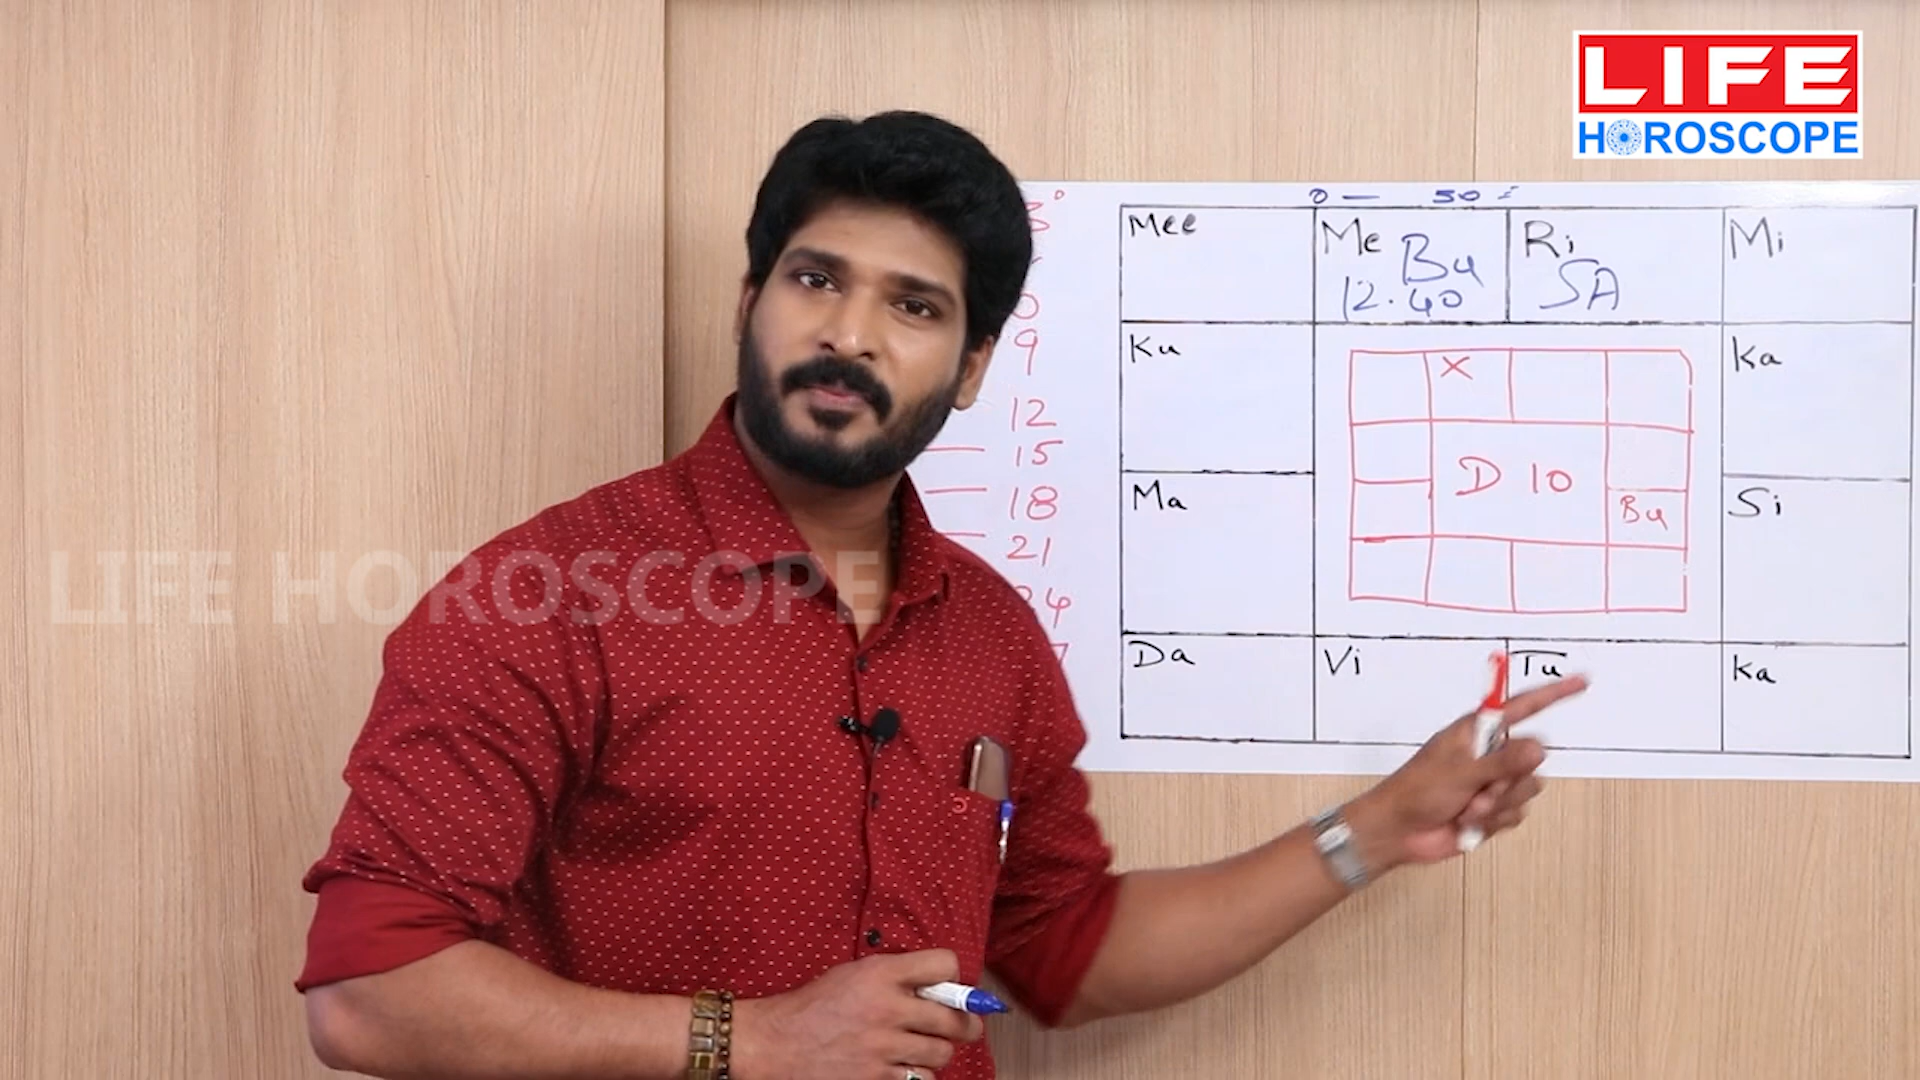 LIFE
HOROSCOPE
0 — 50
Mee
Me
Bu
12.40
Ri
SA
Mi
Ku
Ka
X
D 10
Bu
Ma
Si
Da
Vi
Tu
Ka
9
12
— 15
— 18
— 21
LIFE HOROSCOPE